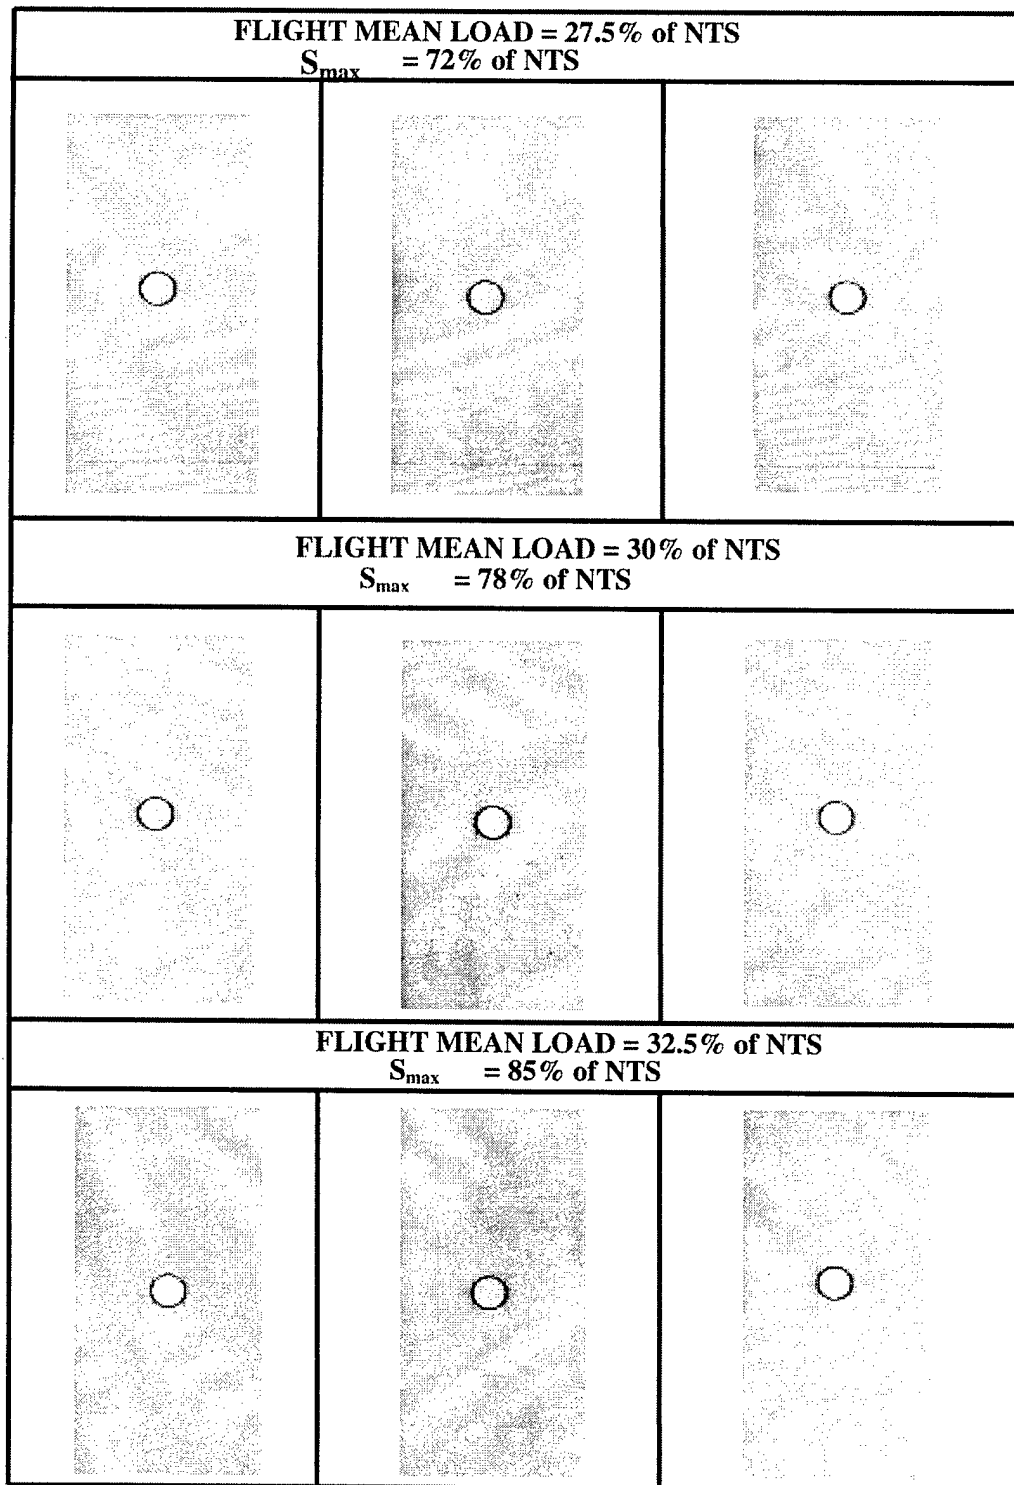 FLIGHT MEAN LOAD = 27.5% of NTS
Smax = 72% of NTS
FLIGHT MEAN LOAD = 30% of NTS
Smax = 78% of NTS
FLIGHT MEAN LOAD = 32.5% of NTS
Smax = 85% of NTS